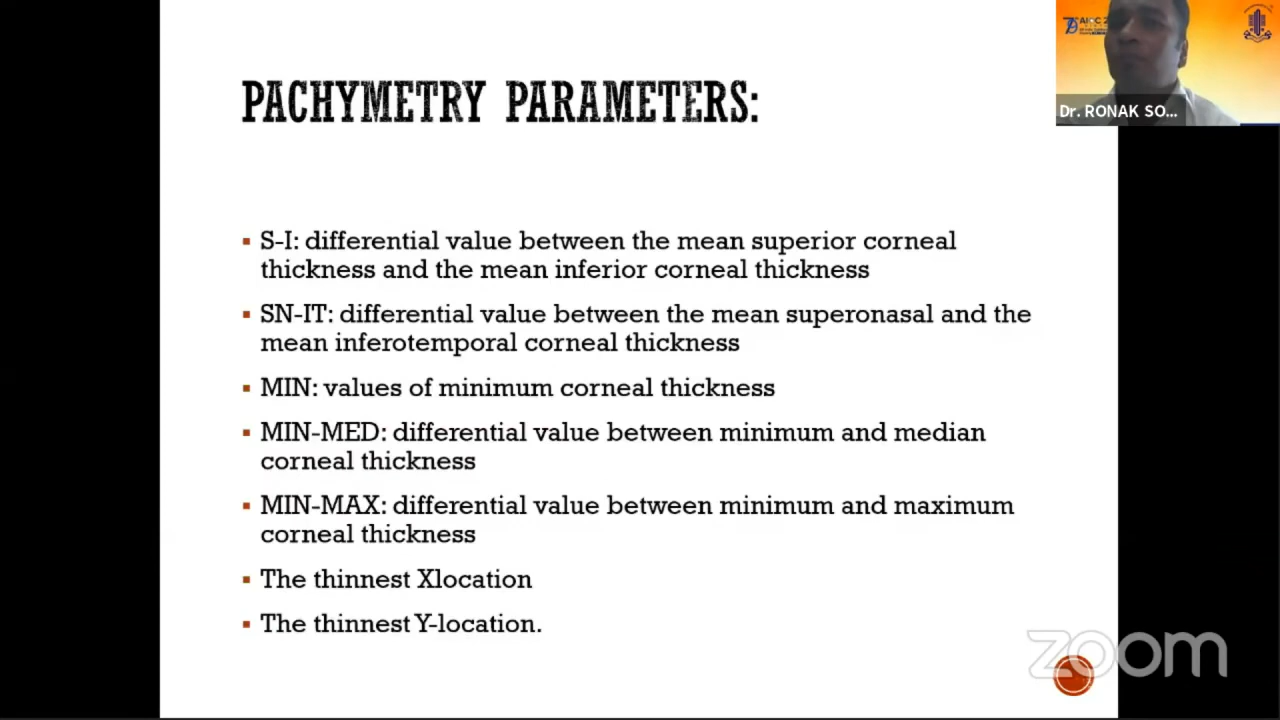 PACHYMETRY PARAMETERS:
S-I: differential value between the mean superior corneal
thickness and the mean inferior corneal thickness
SN-IT: differential value between the mean superonasal and the
mean inferotemporal corneal thickness
MIN: values of minimum corneal thickness
MIN-MED: differential value between minimum and median
corneal thickness
MIN-MAX: differential value between minimum and maximum
corneal thickness
The thinnest Xlocation
The thinnest Y-location.
AIOC 2
Dr. RONAK SO...
zoom